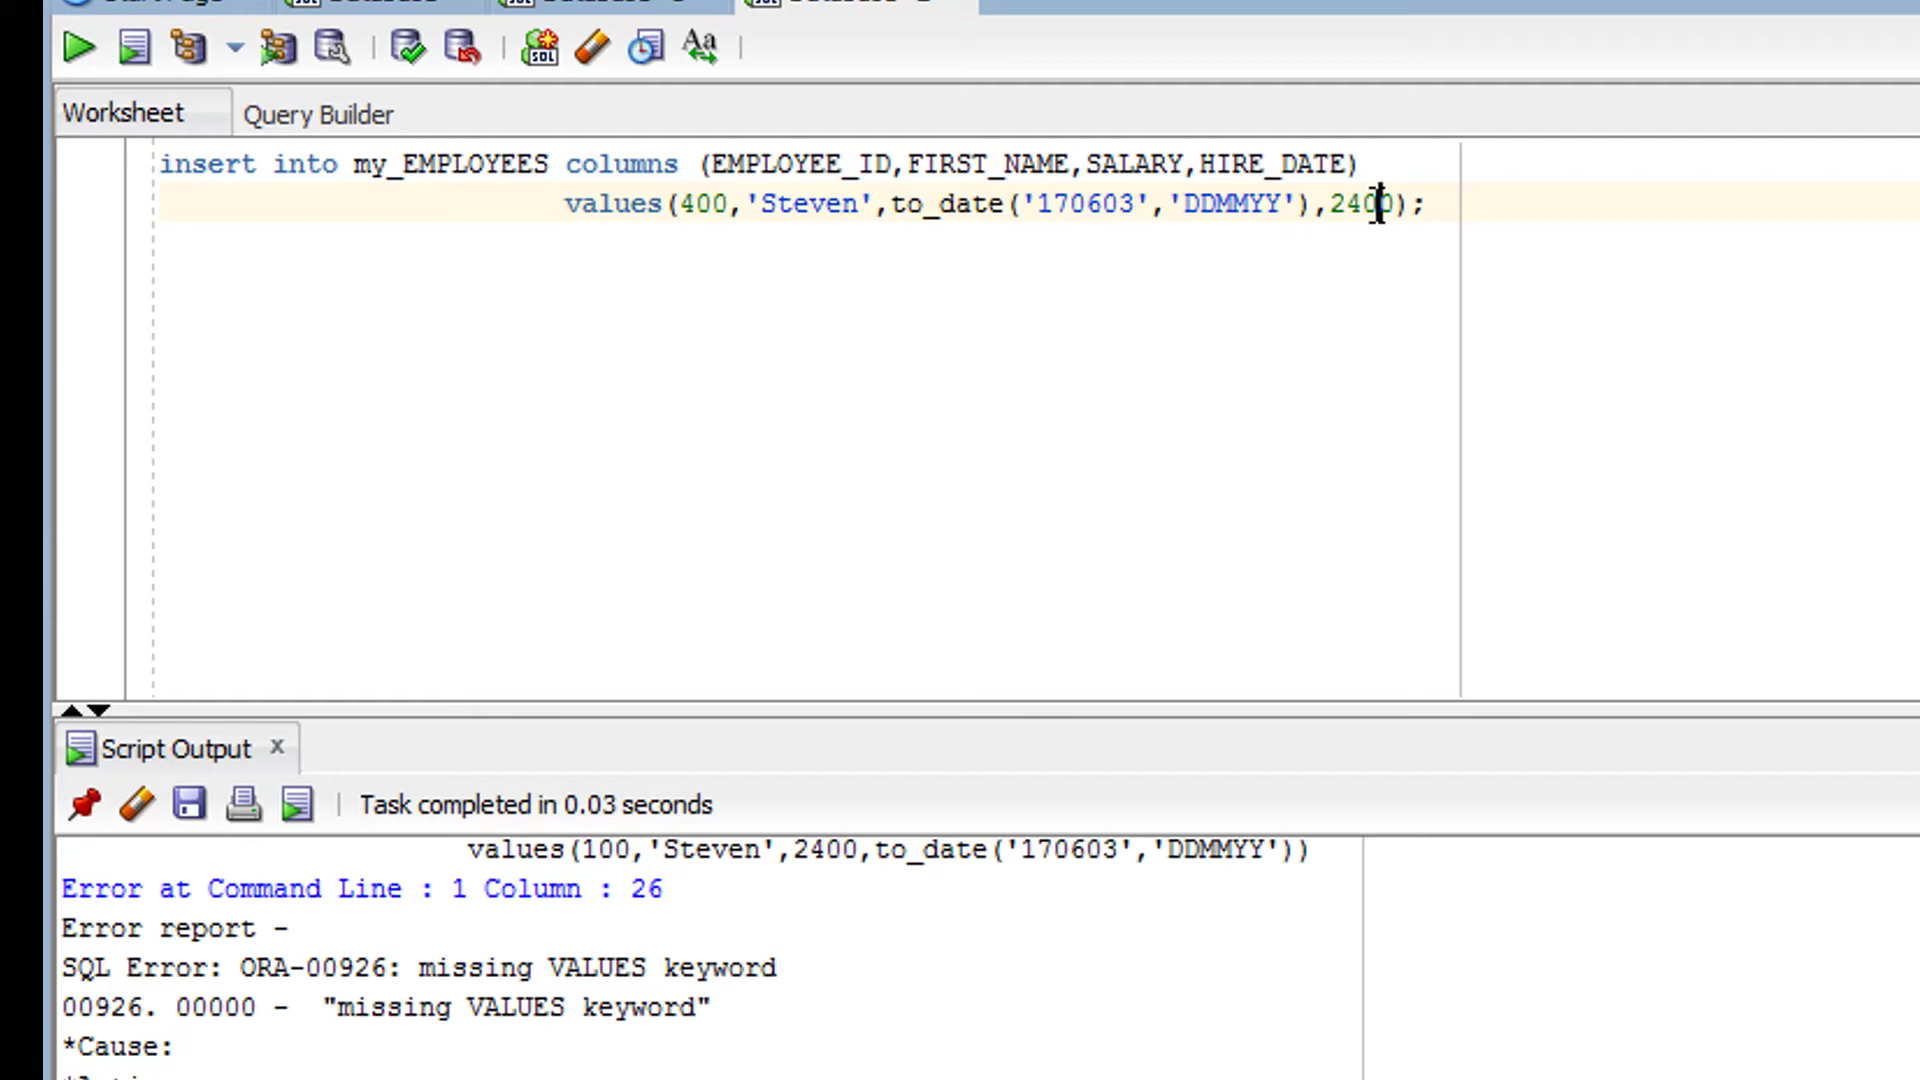 Worksheet
Query Builder
insert into my_EMPLOYEES columns (EMPLOYEE_ID,FIRST_NAME,SALARY,HIRE_DATE)
values(400,'Steven',to_date('170603','DDMMYY'),2400);
Script Output x
Task completed in 0.03 seconds
values(100,'Steven',2400,to_date('170603','DDMMYY'))
Error at Command Line : 1 Column : 26
Error report -
SQL Error: ORA-00926: missing VALUES keyword
00926. 00000 -  "missing VALUES keyword"
*Cause: